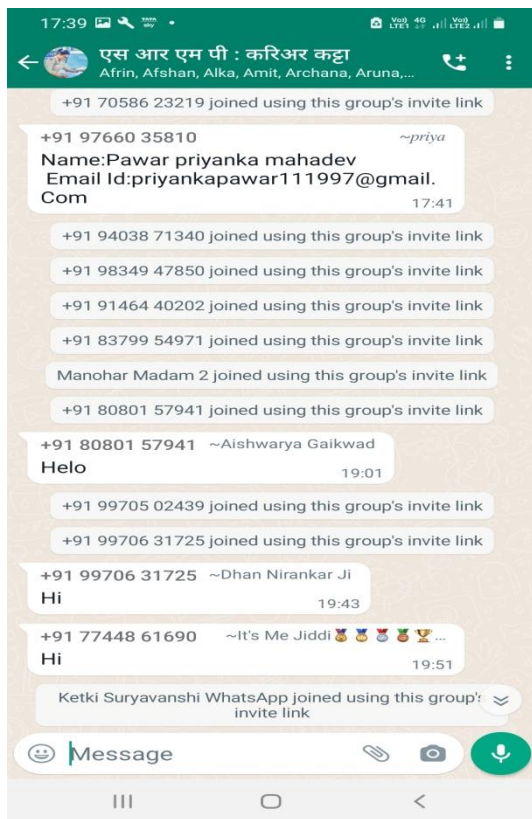 17:39
एस आर एम पी : करिअर कट्टा
Afrin, Afshan, Alka, Amit, Archana, Aruna,...
+91 70586 23219 joined using this group's invite link
+91 97660 35810 ~priya
Name:Pawar priyanka mahadev
Email Id:priyankapawar111997@gmail.
Com
17:41
+91 94038 71340 joined using this group's invite link
+91 98349 47850 joined using this group's invite link
+91 91464 40202 joined using this group's invite link
+91 83799 54971 joined using this group's invite link
Manohar Madam 2 joined using this group's invite link
+91 80801 57941 joined using this group's invite link
+91 80801 57941 ~Aishwarya Gaikwad
Helo
19:01
+91 99705 02439 joined using this group's invite link
+91 99706 31725 joined using this group's invite link
+91 99706 31725 ~Dhan Nirankar Ji
Hi
19:43
+91 77448 61690 ~It's Me Jiddi🏅🎖🏅🎖🏆...
Hi
19:51
Ketki Suryavanshi WhatsApp joined using this group's
invite link
Message